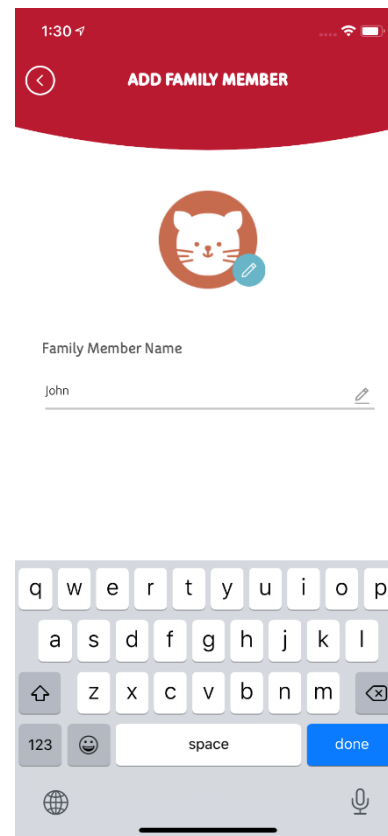 1:30
ADD FAMILY MEMBER
Family Member Name
John
q w e r t y u i o p
a s d f g h j k l
z x c v b n m
123 space done